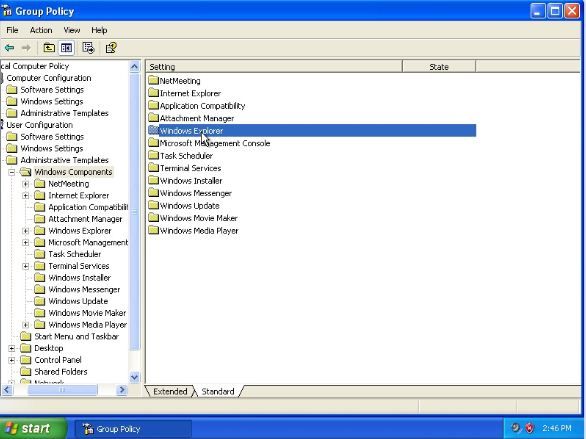 Group Policy
File Action View Help
cal Computer Policy
Computer Configuration
Software Settings
Windows Settings
Administrative Templates
User Configuration
Software Settings
Windows Settings
Administrative Templates
Windows Components
NetMeeting
Internet Explorer
Application Compatibilit
Attachment Manager
Windows Explorer
Microsoft Management
Task Scheduler
Terminal Services
Windows Installer
Windows Messenger
Windows Update
Windows Movie Maker
Windows Media Player
Start Menu and Taskbar
Desktop
Control Panel
Shared Folders
Network
Setting State
NetMeeting
Internet Explorer
Application Compatibility
Attachment Manager
Windows Explorer
Microsoft Management Console
Task Scheduler
Terminal Services
Windows Installer
Windows Messenger
Windows Update
Windows Movie Maker
Windows Media Player
Extended Standard
start Group Policy 2:46 PM